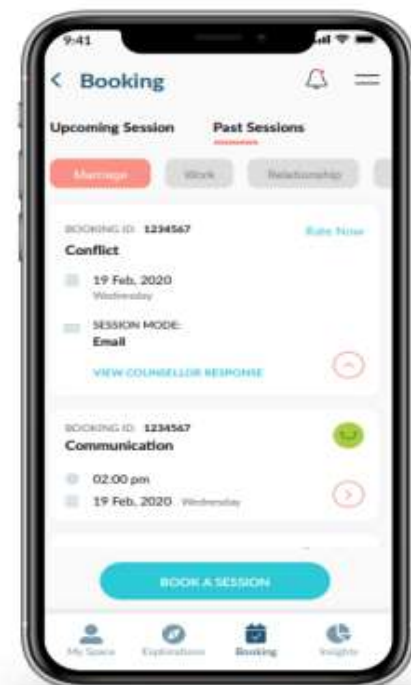 9:41
Booking
Upcoming Session Past Sessions
Marriage Work Relationship
BOOKING ID: 1234567 Rate Now
Conflict
19 Feb, 2020
Wednesday
SESSION MODE:
Email
VIEW COUNSELLOR RESPONSE
BOOKING ID: 1234567
Communication
02:00 pm
19 Feb, 2020 Wednesday
BOOK A SESSION
My Space Explorations Booking Insights